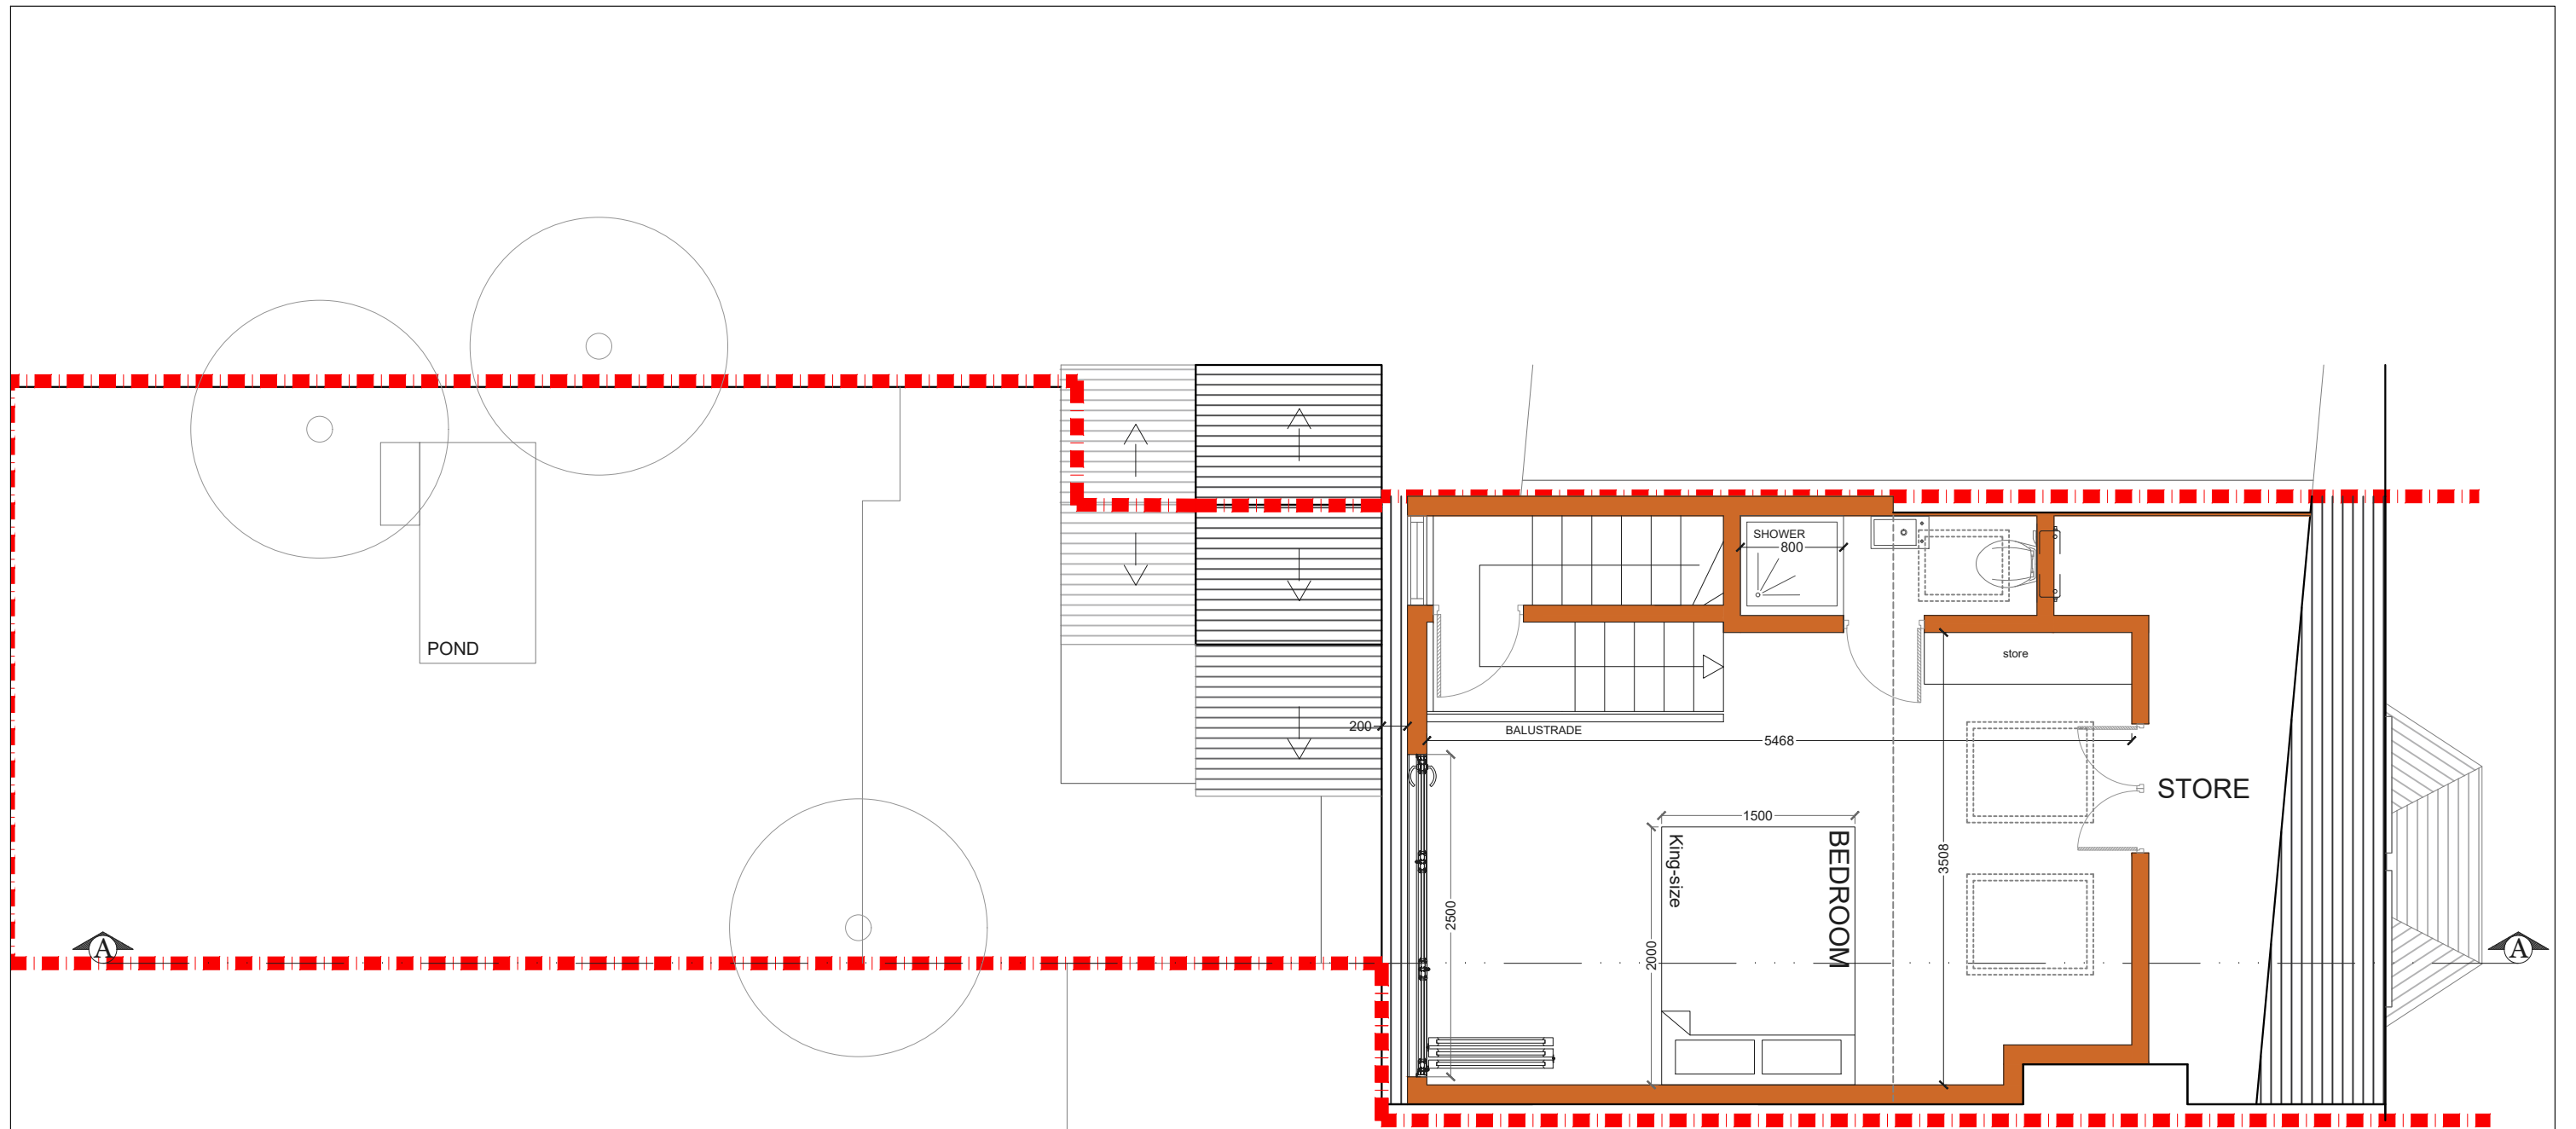 SHOWER
800
POND
store
200
BALUSTRADE
5468
STORE
1500
King-size
BEDROOM
3508
2500
2000
A
A